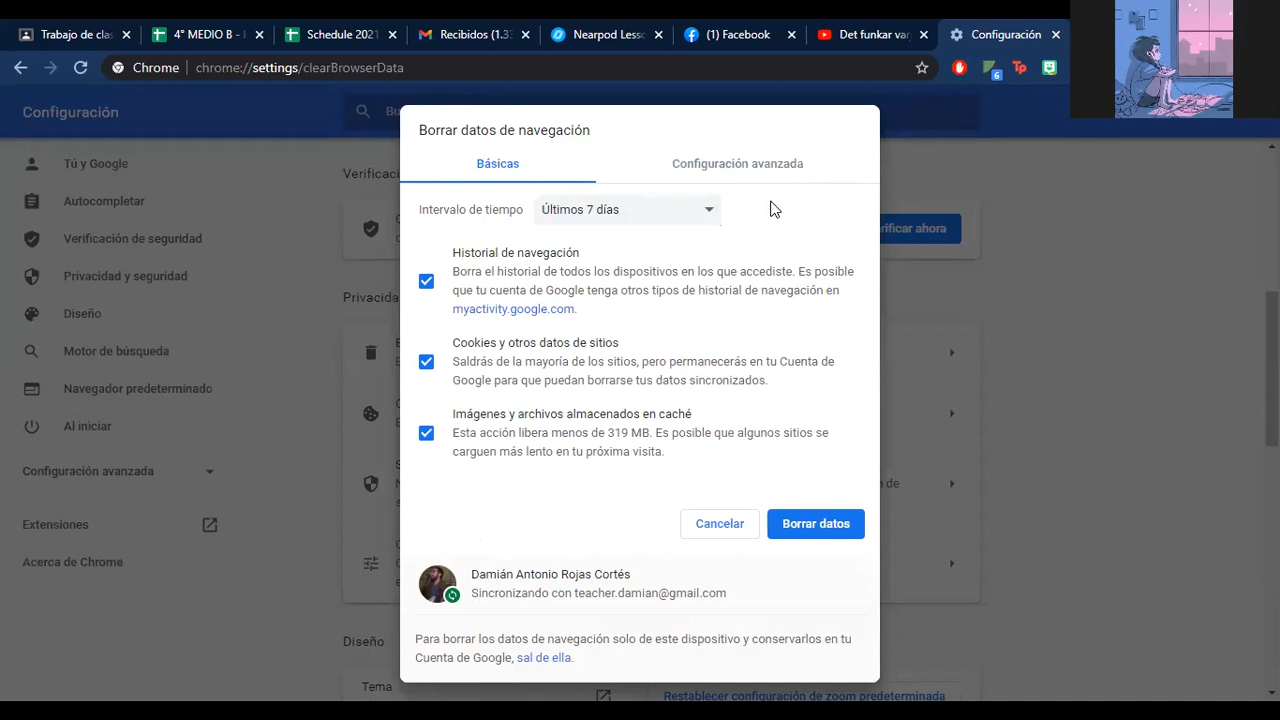 Trabajo de cla
4° MEDIO B -
Schedule 2021
Recibidos (1.3
Nearpod Less
(1) Facebook
Det funkar var
Configuración
Chrome
chrome://settings/clearBrowserData
6
Configuración
Tú y Google
Autocompletar
Verificación de seguridad
Privacidad y seguridad
Diseño
Motor de búsqueda
Navegador predeterminado
Al iniciar
Configuración avanzada
Extensiones
Acerca de Chrome
Borrar datos de navegación
Básicas
Configuración avanzada
Intervalo de tiempo
Últimos 7 días
Historial de navegación
Borra el historial de todos los dispositivos en los que accediste. Es posible
que tu cuenta de Google tenga otros tipos de historial de navegación en
myactivity.google.com.
Cookies y otros datos de sitios
Saldrás de la mayoría de los sitios, pero permanecerás en tu Cuenta de
Google para que puedan borrarse tus datos sincronizados.
Imágenes y archivos almacenados en caché
Esta acción libera menos de 319 MB. Es posible que algunos sitios se
carguen más lento en tu próxima visita.
Cancelar
Borrar datos
Damián Antonio Rojas Cortés
Sincronizando con teacher.damian@gmail.com
Para borrar los datos de navegación solo de este dispositivo y conservarlos en tu
Cuenta de Google, sal de ella.
Verificaci
rificar ahora
Privacida
de
Diseño
Tema
Restablecer configuración de zoom predeterminada